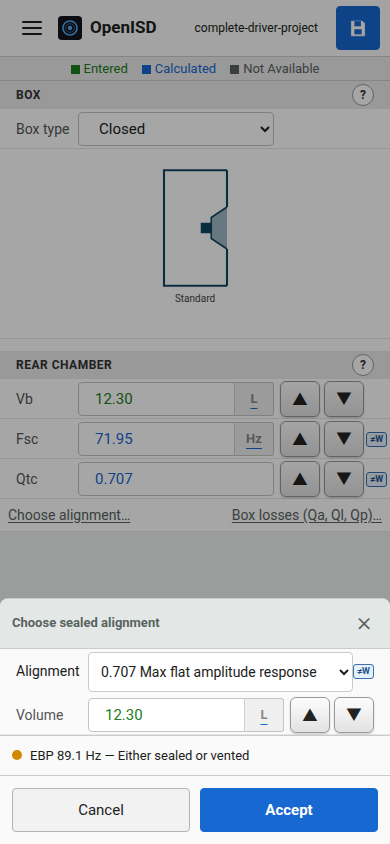 OpenISD complete-driver-project
Entered Calculated Not Available
BOX ?
Box type Closed
Standard
REAR CHAMBER ?
Vb 12.30 L ▲ ▼
Fsc 71.95 Hz ▲ ▼ ≠W
Qtc 0.707 ▲ ▼ ≠W
Choose alignment… Box losses (Qa, Ql, Qp)…
Choose sealed alignment ×
Alignment 0.707 Max flat amplitude response ≠W
Volume 12.30 L ▲ ▼
EBP 89.1 Hz — Either sealed or vented
Cancel Accept